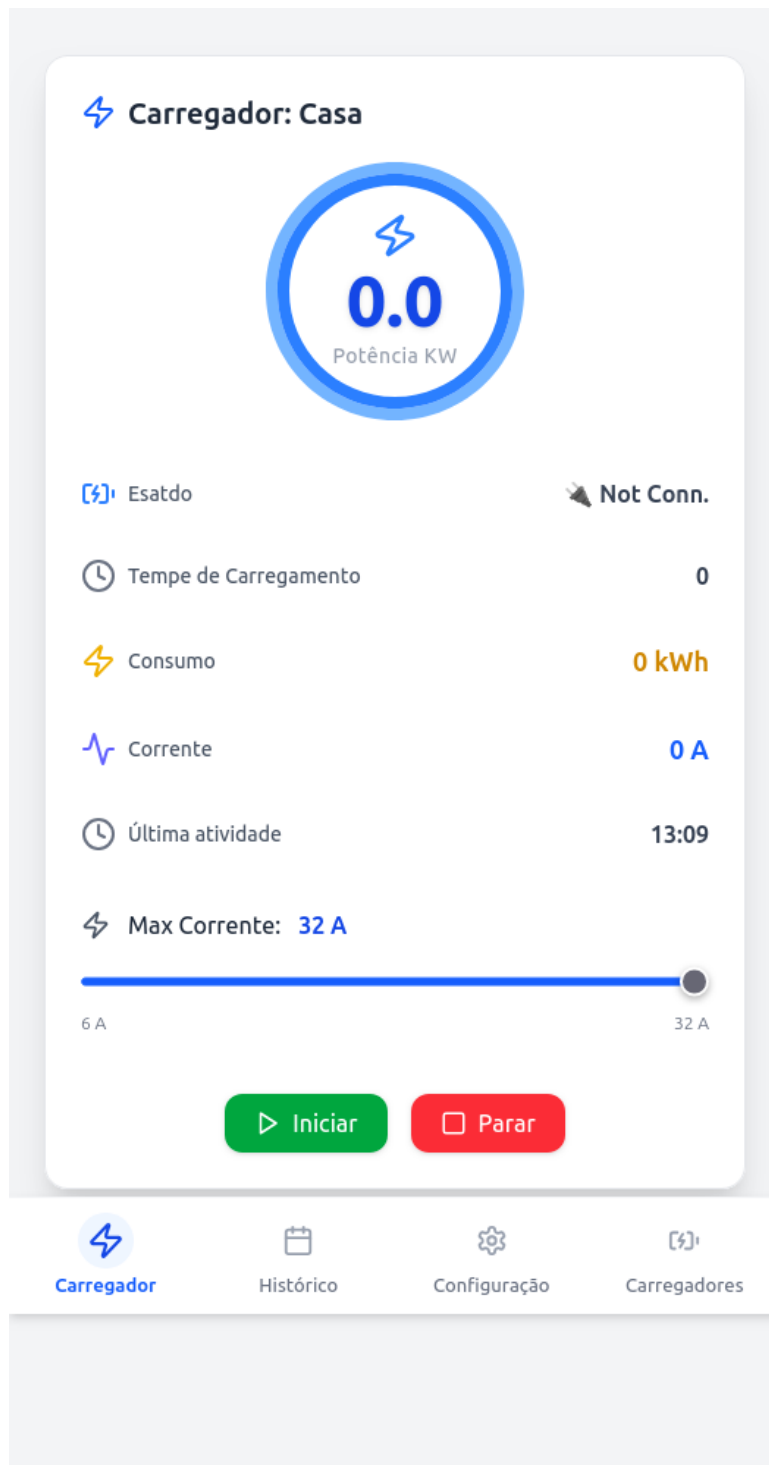 Carregador: Casa
0.0
Potência KW
Esatdo Not Conn.
Tempe de Carregamento 0
Consumo 0 kWh
Corrente 0 A
Última atividade 13:09
Max Corrente: 32 A
6 A 32 A
Iniciar Parar
Carregador Histórico Configuração Carregadores